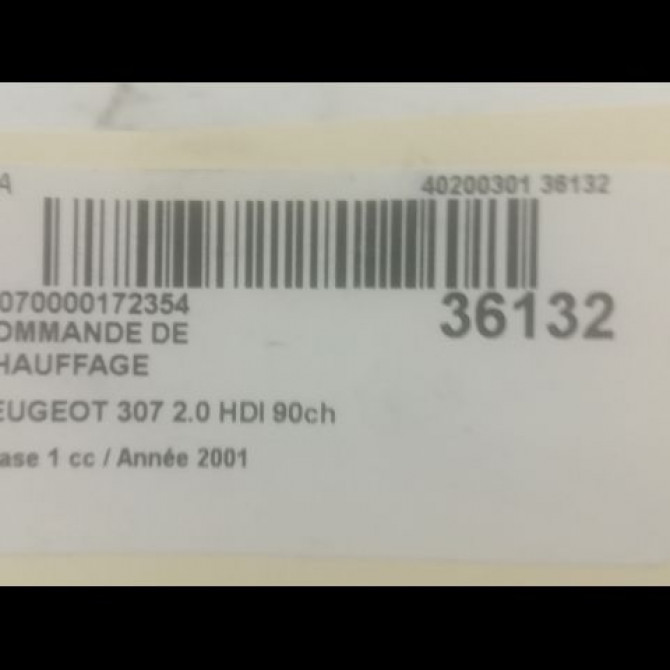 A 40200301 36132
070000172354 36132
OMMANDE DE
HAUFFAGE
EUGEOT 307 2.0 HDI 90ch
ase 1 cc / Année 2001